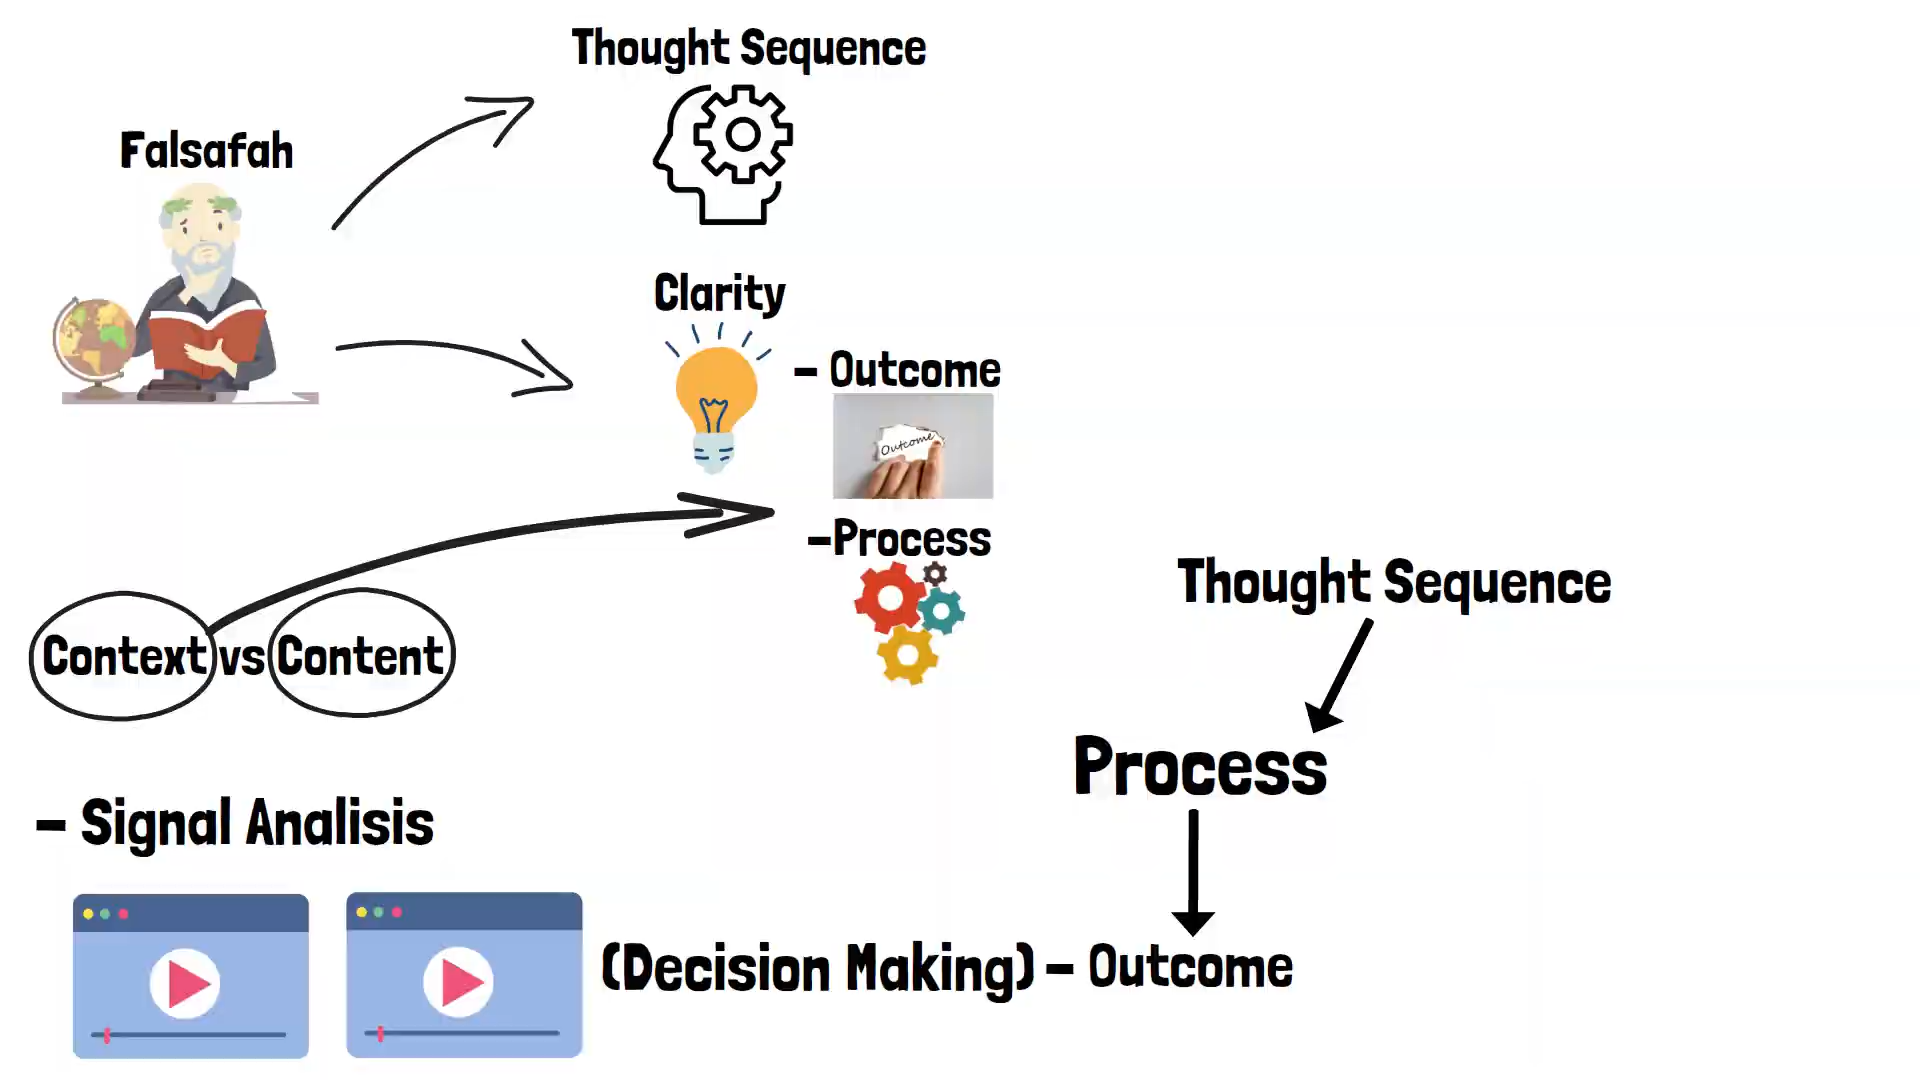 Thought Sequence
Falsafah
Clarity
- Outcome
Outcome
-Process
Thought Sequence
Context vs Content
Process
- Signal Analisis
(Decision Making) - Outcome